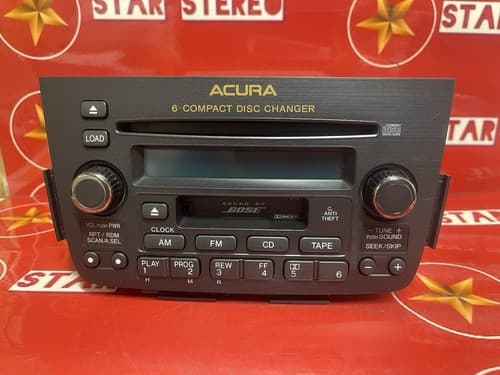 STAR STEREO
STAR
ACURA
6-COMPACT DISC CHANGER
LOAD
SOUND BY
BOSE
ANTI
THEFT
VOL PUSH PWR
RPT / RDM
SCAN/A.SEL
CLOCK
AM FM CD TAPE
− TUNE +
PUSH SOUND
SEEK/SKIP
− +
PLAY PROG REW FF
1 2 3 4 5 6
H M R
STAR